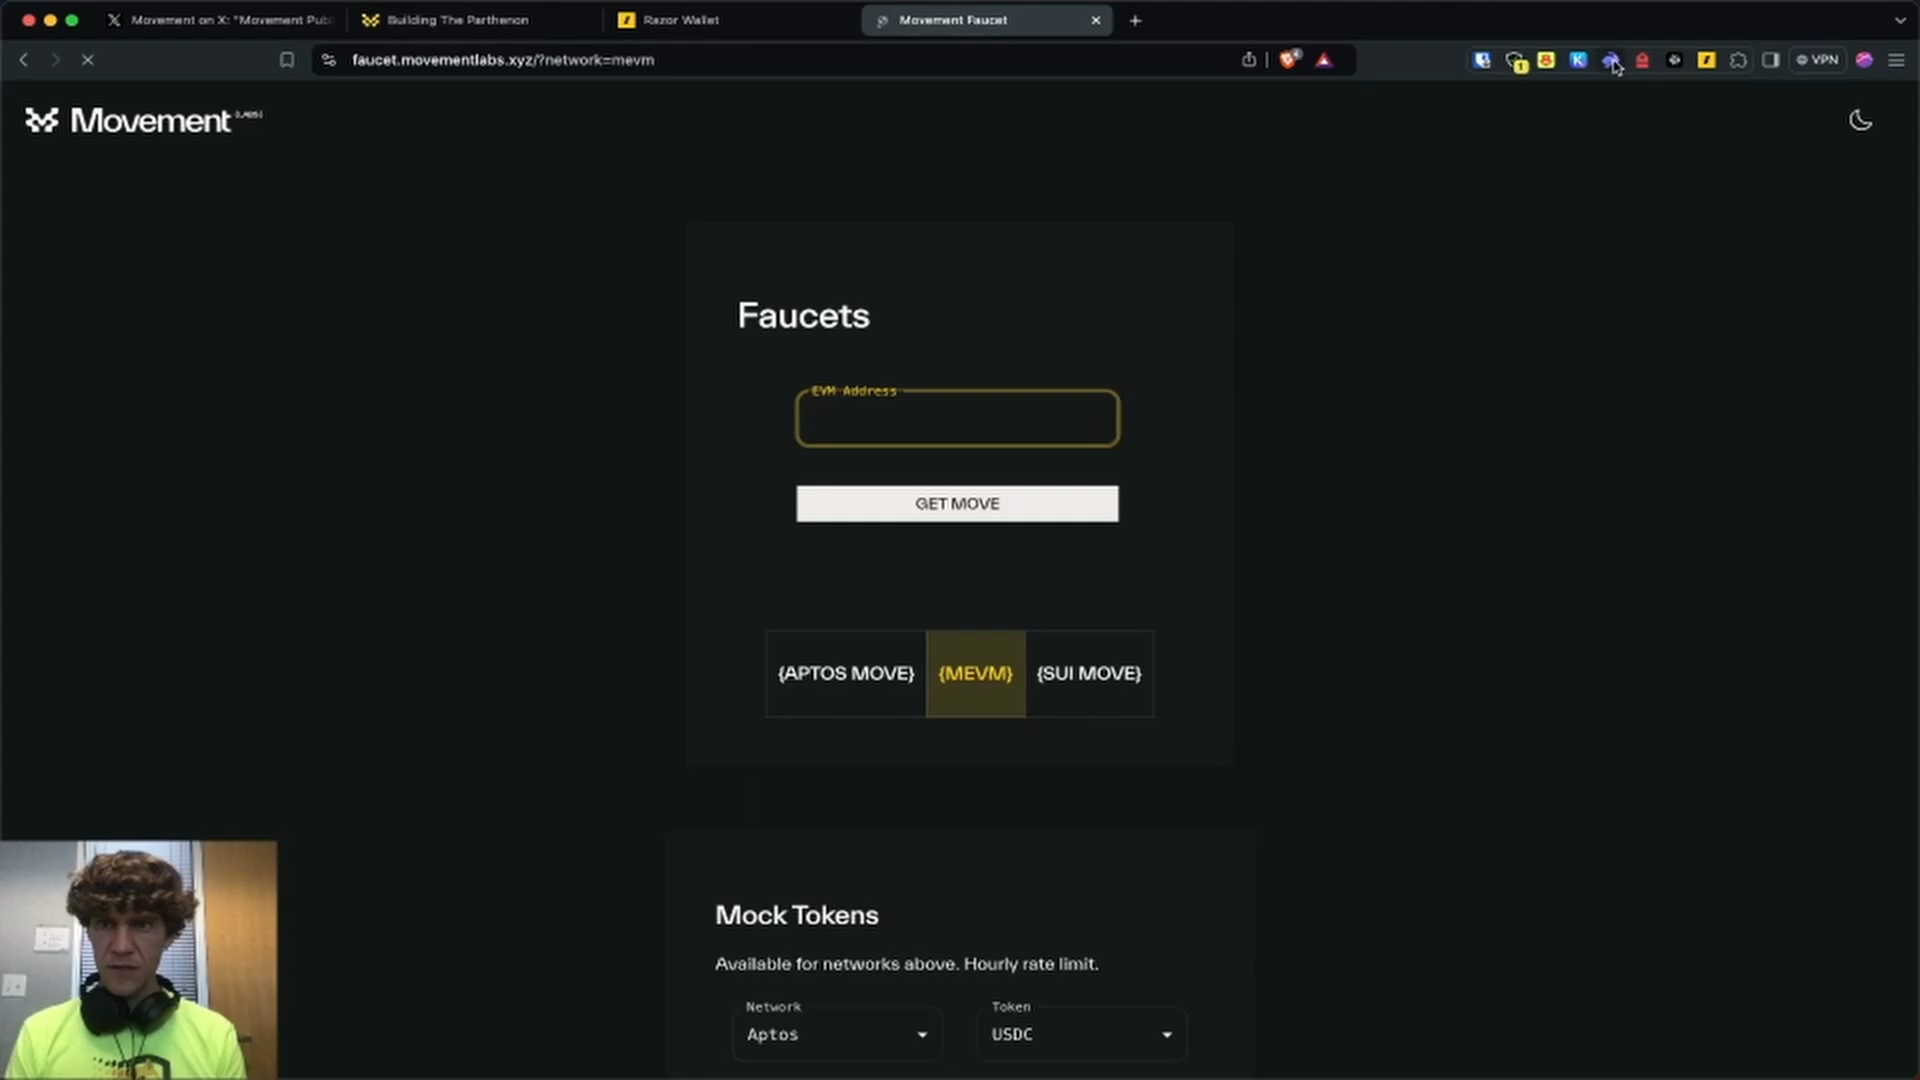 Movement on X: "Movement Pub
Building The Parthenon
Razor Wallet
Movement Faucet
faucet.movementlabs.xyz/?network=mevm
4
1
K
VPN
Movement
Faucets
EVM Address
GET MOVE
{APTOS MOVE}
{MEVM}
{SUI MOVE}
Mock Tokens
Available for networks above. Hourly rate limit.
Network
Token
Aptos
USDC